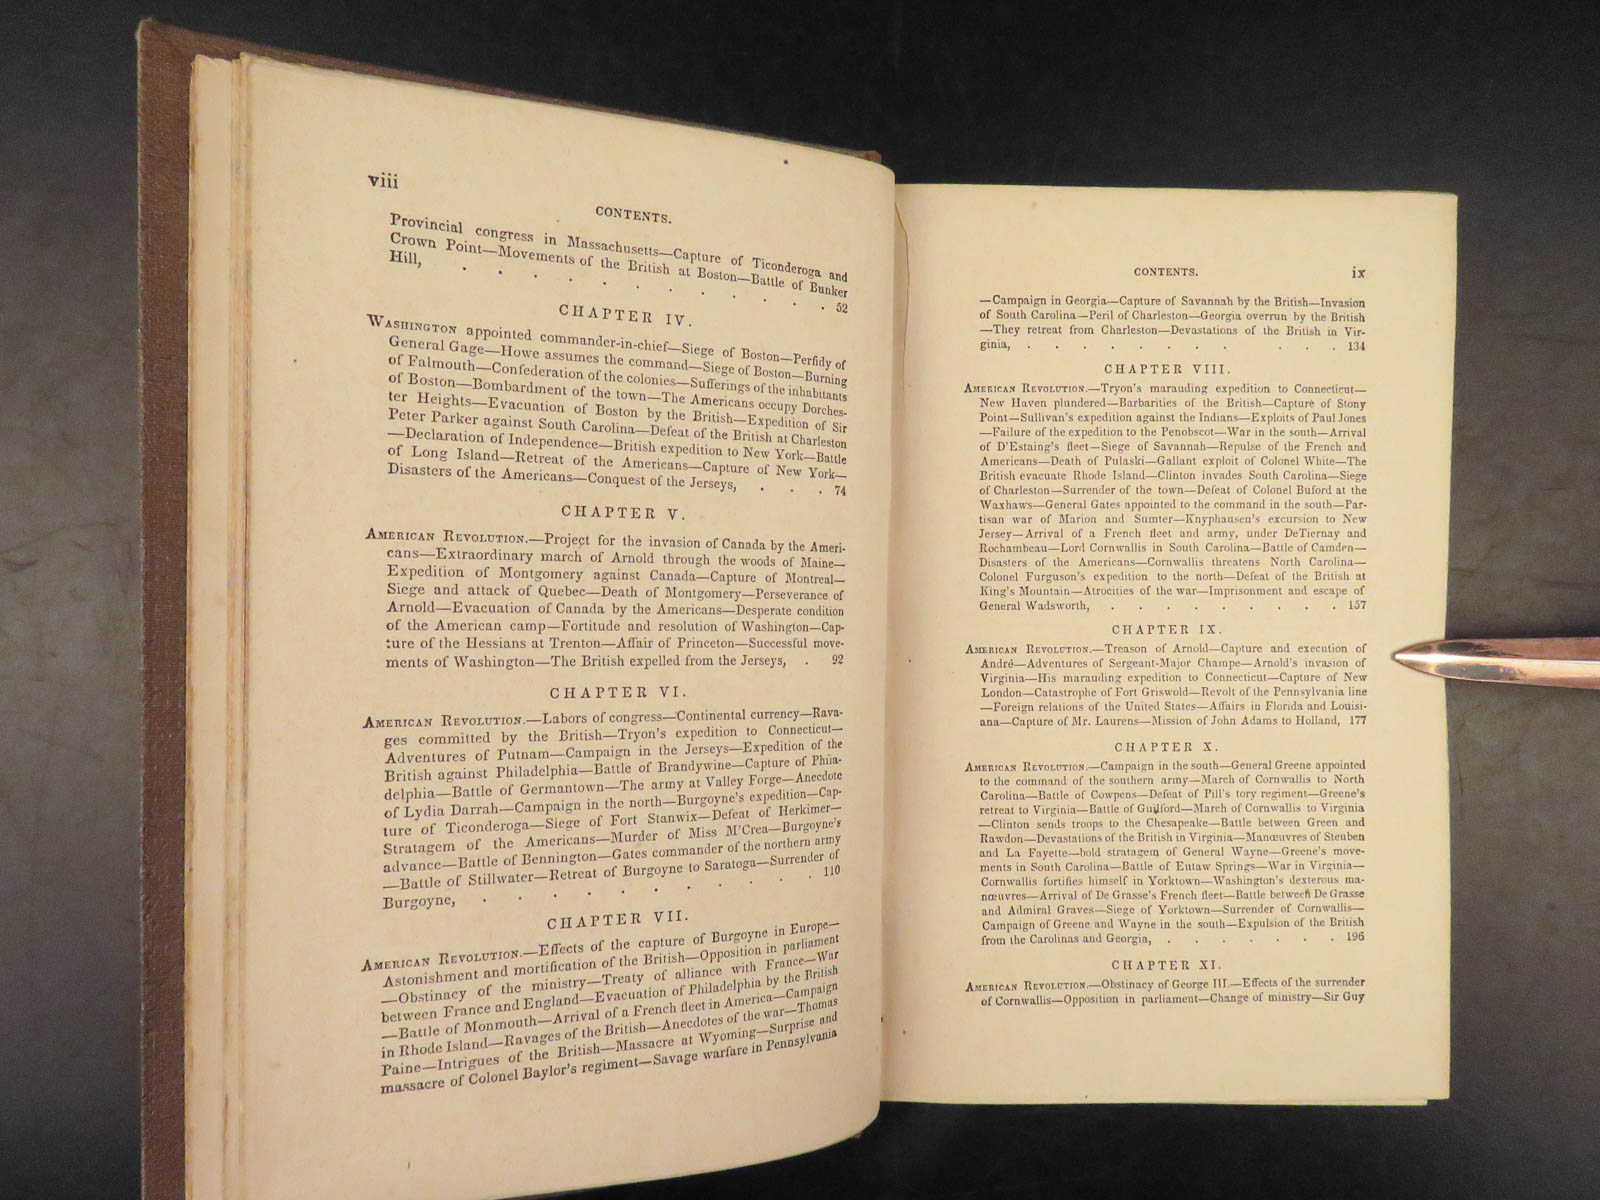 viii
CONTENTS.
Provincial congress in Massachusetts—Capture of Ticonderoga and
Crown Point—Movements of the British at Boston—Battle of Bunker
Hill, . . . . . . . . . . . . 52
CHAPTER IV.
WASHINGTON appointed commander-in-chief—Siege of Boston—Perfidy of
General Gage—Howe assumes the command—Siege of Boston—Burning
of Falmouth—Confederation of the colonies—Sufferings of the inhabitants
of Boston—Bombardment of the town—The Americans occupy Dorches-
ter Heights—Evacuation of Boston by the British—Expedition of Sir
Peter Parker against South Carolina—Defeat of the British at Charleston
—Declaration of Independence—British expedition to New York—Battle
of Long Island—Retreat of the Americans—Capture of New York—
Disasters of the Americans—Conquest of the Jerseys, . . . 74
CHAPTER V.
AMERICAN REVOLUTION.—Project for the invasion of Canada by the Ameri-
cans—Extraordinary march of Arnold through the woods of Maine—
Expedition of Montgomery against Canada—Capture of Montreal—
Siege and attack of Quebec—Death of Montgomery—Perseverance of
Arnold—Evacuation of Canada by the Americans—Desperate condition
of the American camp—Fortitude and resolution of Washington—Cap-
ture of the Hessians at Trenton—Affair of Princeton—Successful move-
ments of Washington—The British expelled from the Jerseys, . 92
CHAPTER VI.
AMERICAN REVOLUTION.—Labors of congress—Continental currency—Rava-
ges committed by the British—Tryon's expedition to Connecticut—
Adventures of Putnam—Campaign in the Jerseys—Expedition of the
British against Philadelphia—Battle of Brandywine—Capture of Phila-
delphia—Battle of Germantown—The army at Valley Forge—Anecdote
of Lydia Darrah—Campaign in the north—Burgoyne's expedition—Cap-
ture of Ticonderoga—Siege of Fort Stanwix—Defeat of Herkimer—
Stratagem of the Americans—Murder of Miss M'Crea—Burgoyne's
advance—Battle of Bennington—Gates commander of the northern army
—Battle of Stillwater—Retreat of Burgoyne to Saratoga—Surrender of
Burgoyne, . . . . . . . . . . 110
CHAPTER VII.
AMERICAN REVOLUTION.—Effects of the capture of Burgoyne in Europe—
Astonishment and mortification of the British—Opposition in parliament
—Obstinacy of the ministry—Treaty of alliance with France—War
between France and England—Evacuation of Philadelphia by the British
—Battle of Monmouth—Arrival of a French fleet in America—Campaign
in Rhode Island—Ravages of the British—Anecdotes of the war—Thomas
Paine—Intrigues of the British—Massacre at Wyoming—Surprise and
massacre of Colonel Baylor's regiment—Savage warfare in Pennsylvania
CONTENTS. ix
—Campaign in Georgia—Capture of Savannah by the British—Invasion
of South Carolina—Peril of Charleston—Georgia overrun by the British
—They retreat from Charleston—Devastations of the British in Vir-
ginia, . . . . . . . . . . . 134
CHAPTER VIII.
AMERICAN REVOLUTION.—Tryon's marauding expedition to Connecticut—
New Haven plundered—Barbarities of the British—Capture of Stony
Point—Sullivan's expedition against the Indians—Exploits of Paul Jones
—Failure of the expedition to the Penobscot—War in the south—Arrival
of D'Estaing's fleet—Siege of Savannah—Repulse of the French and
Americans—Death of Pulaski—Gallant exploit of Colonel White—The
British evacuate Rhode Island—Clinton invades South Carolina—Siege
of Charleston—Surrender of the town—Defeat of Colonel Buford at the
Waxhaws—General Gates appointed to the command in the south—Par-
tisan war of Marion and Sumter—Knyphausen's excursion to New
Jersey—Arrival of a French fleet and army, under DeTiernay and
Rochambeau—Lord Cornwallis in South Carolina—Battle of Camden—
Disasters of the Americans—Cornwallis threatens North Carolina—
Colonel Furguson's expedition to the north—Defeat of the British at
King's Mountain—Atrocities of the war—Imprisonment and escape of
General Wadsworth, . . . . . . . . . 157
CHAPTER IX.
AMERICAN REVOLUTION.—Treason of Arnold—Capture and execution of
André—Adventures of Sergeant-Major Champe—Arnold's invasion of
Virginia—His marauding expedition to Connecticut—Capture of New
London—Catastrophe of Fort Griswold—Revolt of the Pennsylvania line
—Foreign relations of the United States—Affairs in Florida and Louisi-
ana—Capture of Mr. Laurens—Mission of John Adams to Holland, 177
CHAPTER X.
AMERICAN REVOLUTION.—Campaign in the south—General Greene appointed
to the command of the southern army—March of Cornwallis to North
Carolina—Battle of Cowpens—Defeat of Pill's tory regiment—Greene's
retreat to Virginia—Battle of Guilford—March of Cornwallis to Virginia
—Clinton sends troops to the Chesapeake—Battle between Green and
Rawdon—Devastations of the British in Virginia—Manœuvres of Steuben
and La Fayette—bold stratagem of General Wayne—Greene's move-
ments in South Carolina—Battle of Eutaw Springs—War in Virginia—
Cornwallis fortifies himself in Yorktown—Washington's dexterous ma-
nœuvres—Arrival of De Grasse's French fleet—Battle between De Grasse
and Admiral Graves—Siege of Yorktown—Surrender of Cornwallis—
Campaign of Greene and Wayne in the south—Expulsion of the British
from the Carolinas and Georgia, . . . . . . . 196
CHAPTER XI.
AMERICAN REVOLUTION.—Obstinacy of George III.—Effects of the surrender
of Cornwallis—Opposition in parliament—Change of ministry—Sir Guy